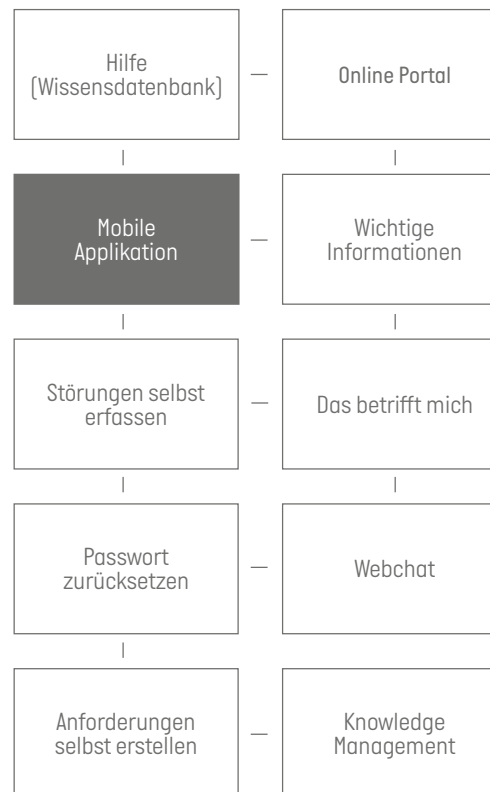 Hilfe
(Wissensdatenbank)
Online Portal
Mobile
Applikation
Wichtige
Informationen
Störungen selbst
erfassen
Das betrifft mich
Passwort
zurücksetzen
Webchat
Anforderungen
selbst erstellen
Knowledge
Management